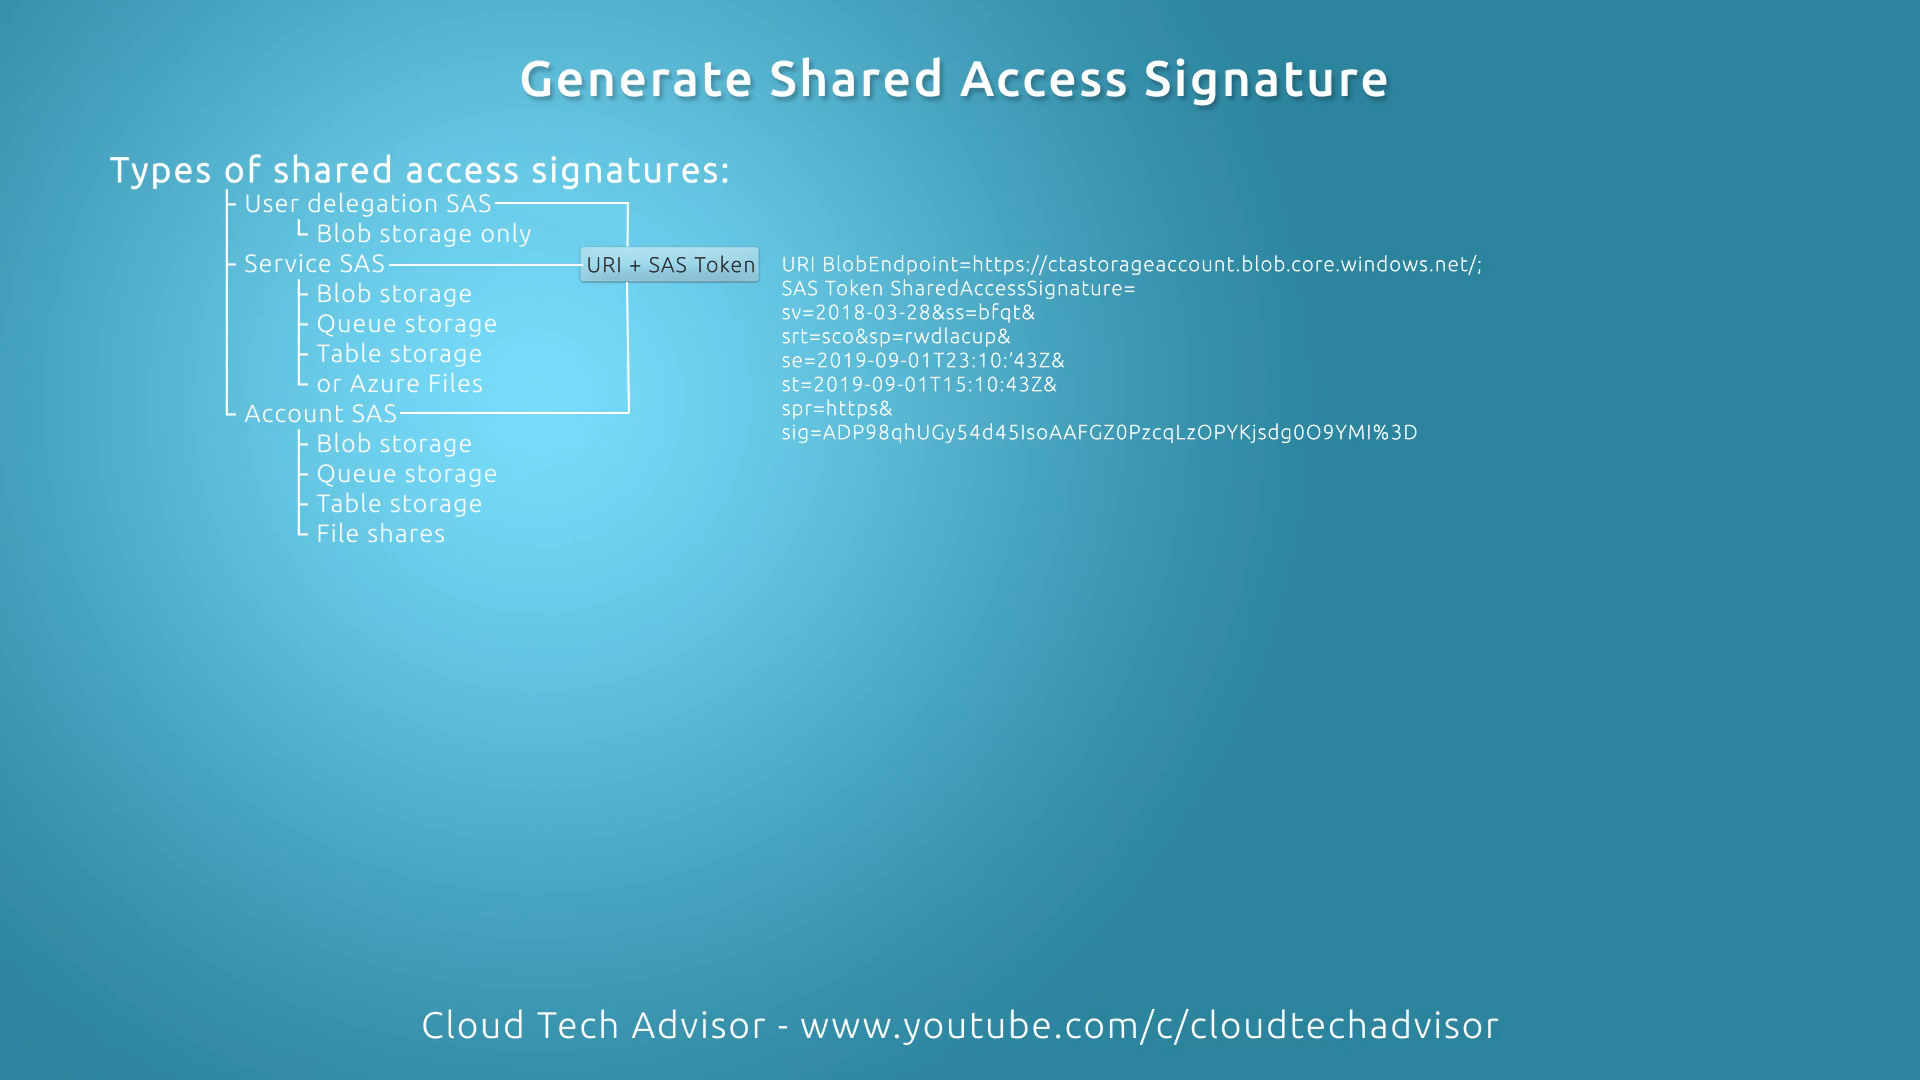 Generate Shared Access Signature
Types of shared access signatures:
User delegation SAS
Blob storage only
Service SAS
Blob storage
Queue storage
Table storage
or Azure Files
Account SAS
Blob storage
Queue storage
Table storage
File shares
URI + SAS Token
URI BlobEndpoint=https://ctastorageaccount.blob.core.windows.net/;
SAS Token SharedAccessSignature=
sv=2018-03-28&ss=bfqt&
srt=sco&sp=rwdlacup&
se=2019-09-01T23:10:'43Z&
st=2019-09-01T15:10:43Z&
spr=https&
sig=ADP98qhUGy54d45IsoAAFGZ0PzcqLzOPYKjsdg0O9YMI%3D
Cloud Tech Advisor - www.youtube.com/c/cloudtechadvisor